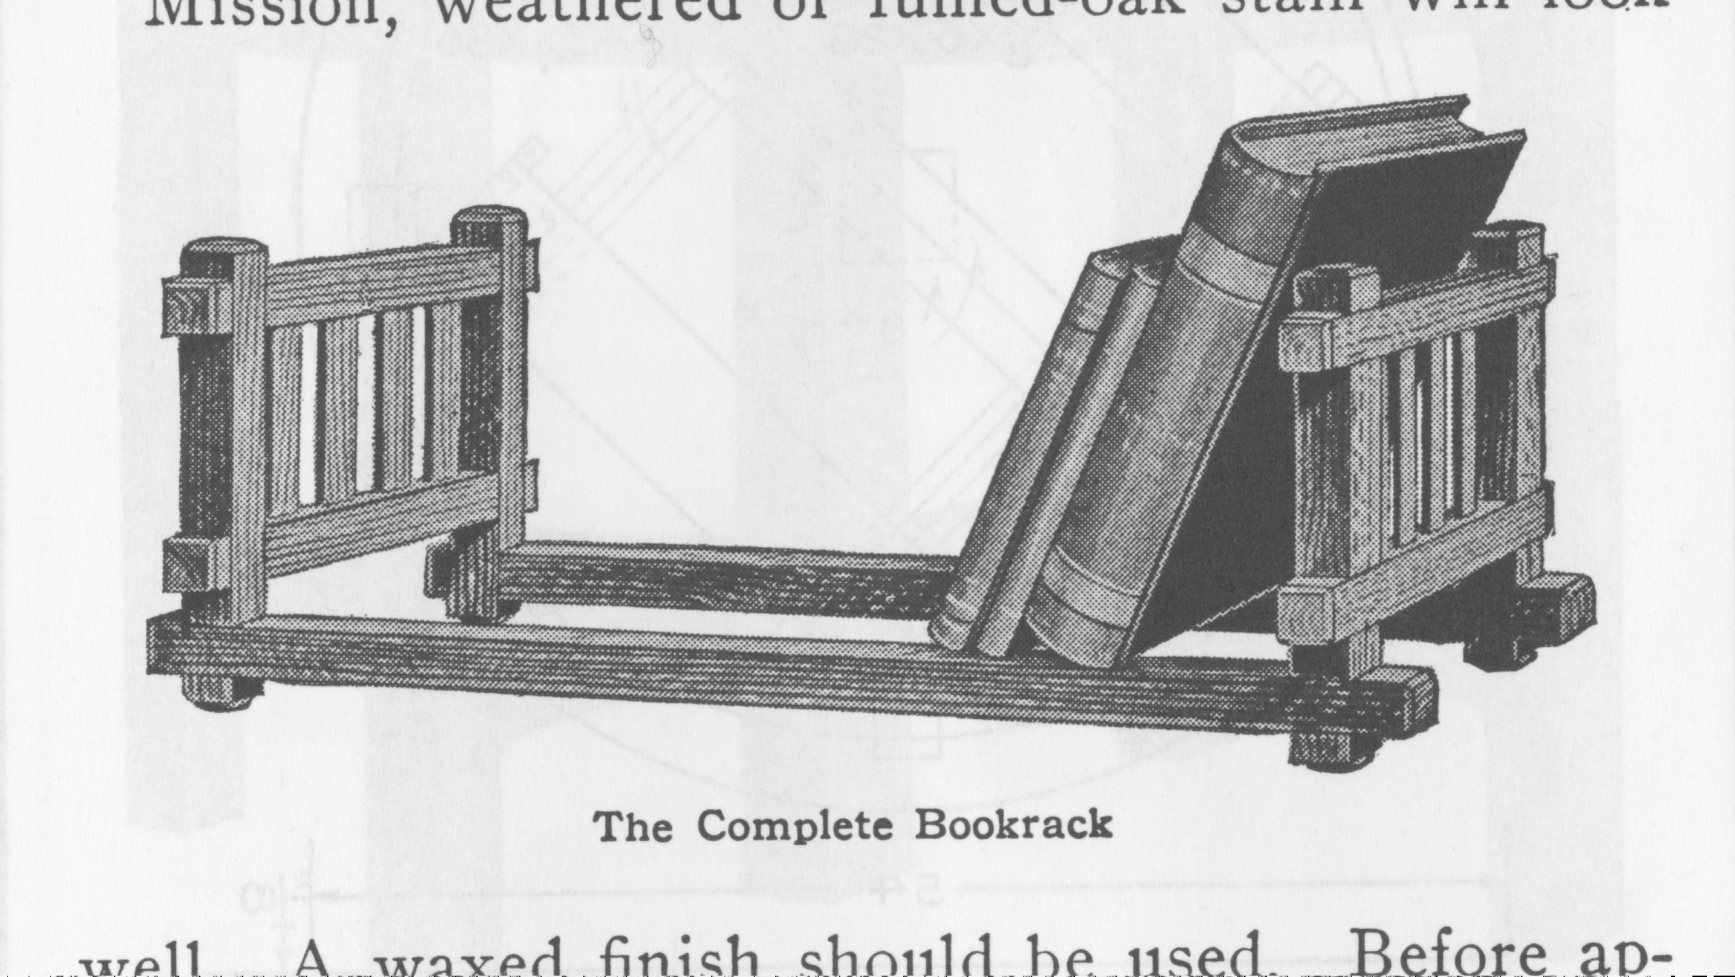 Mission, weathered or fumed-oak stain will look
The Complete Bookrack
well. A waxed finish should be used. Before ap-